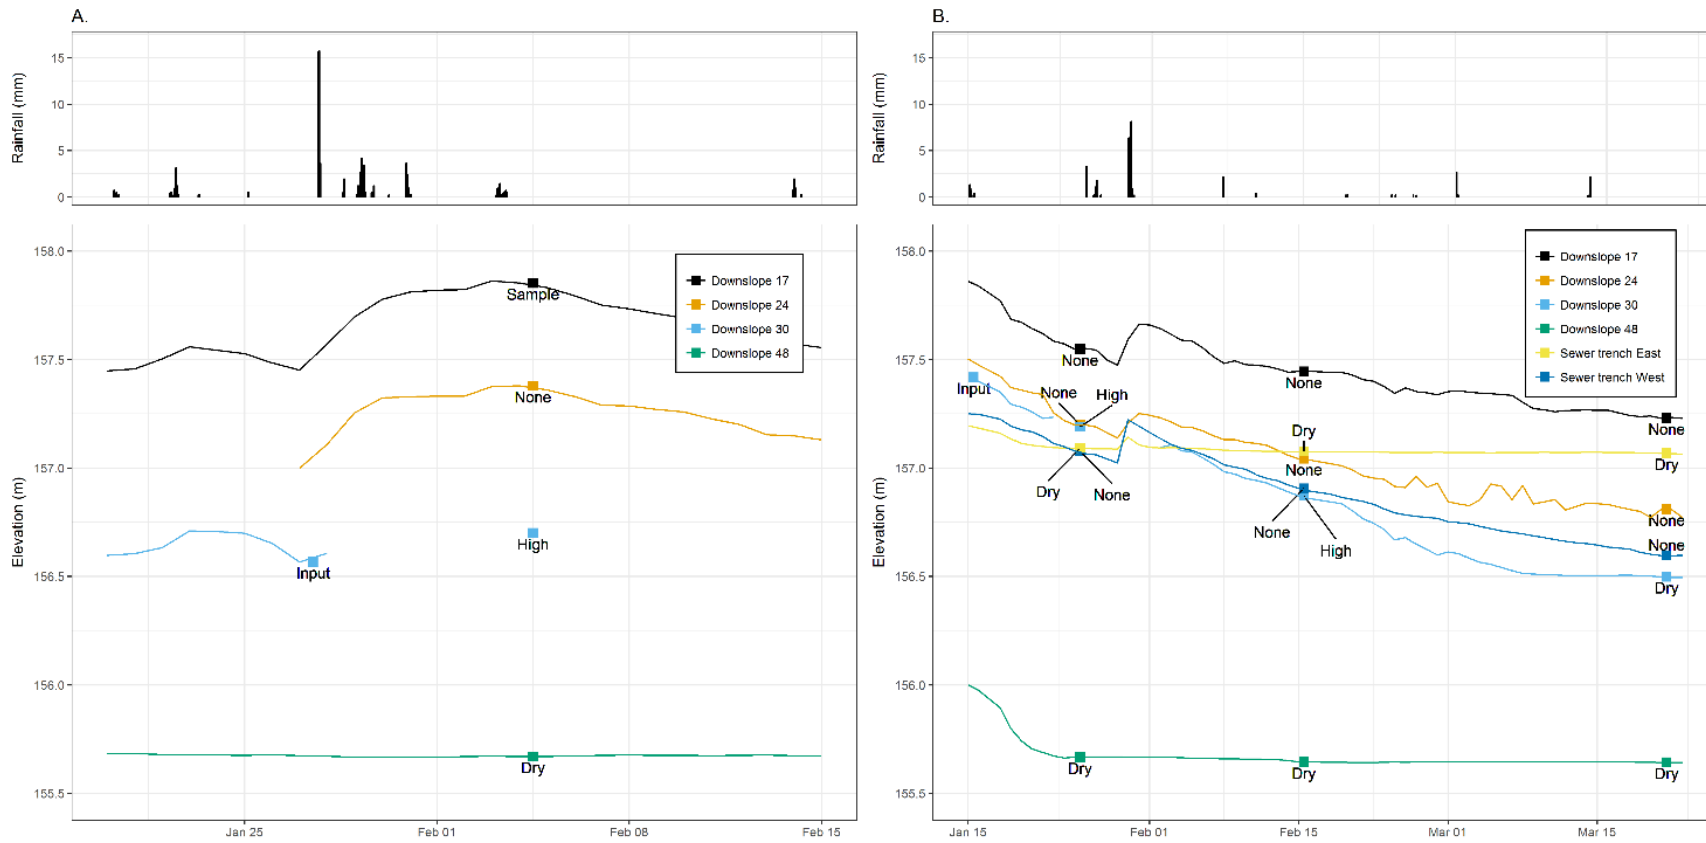 A.
Rainfall (mm)
15
10
5
0
Elevation (m)
158.0
157.5
157.0
156.5
156.0
155.5
Downslope 17
Downslope 24
Downslope 30
Downslope 48
Sample
None
Input
High
Dry
Jan 25
Feb 01
Feb 08
Feb 15
B.
Rainfall (mm)
15
10
5
0
Elevation (m)
158.0
157.5
157.0
156.5
156.0
155.5
Downslope 17
Downslope 24
Downslope 30
Downslope 48
Sewer trench East
Sewer trench West
None
None
None
Input
None
High
Dry
None
Dry
None
Dry
None
High
None
None
Dry
Dry
Dry
Dry
Jan 15
Feb 01
Feb 15
Mar 01
Mar 15